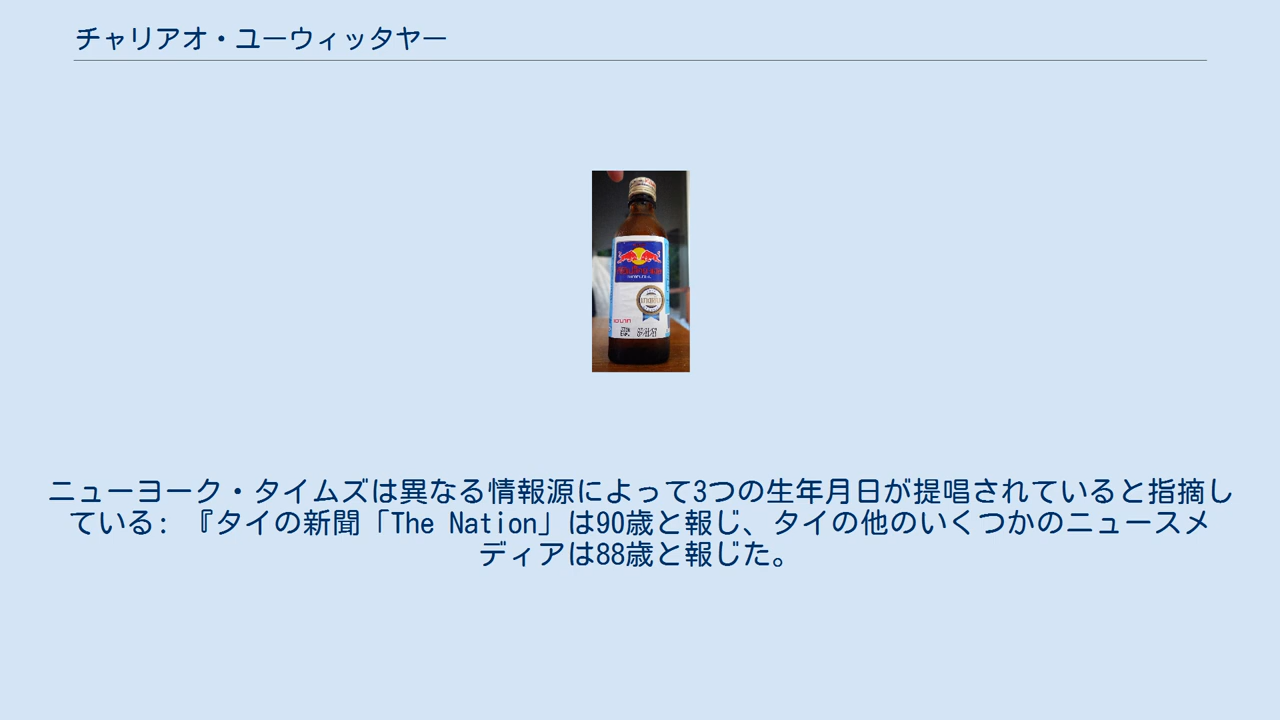 チャリアオ・ユーウィッタヤー
ニューヨーク・タイムズは異なる情報源によって3つの生年月日が提唱されていると指摘し
ている: 『タイの新聞「The Nation」は90歳と報じ、タイの他のいくつかのニュースメ
ディアは88歳と報じた。